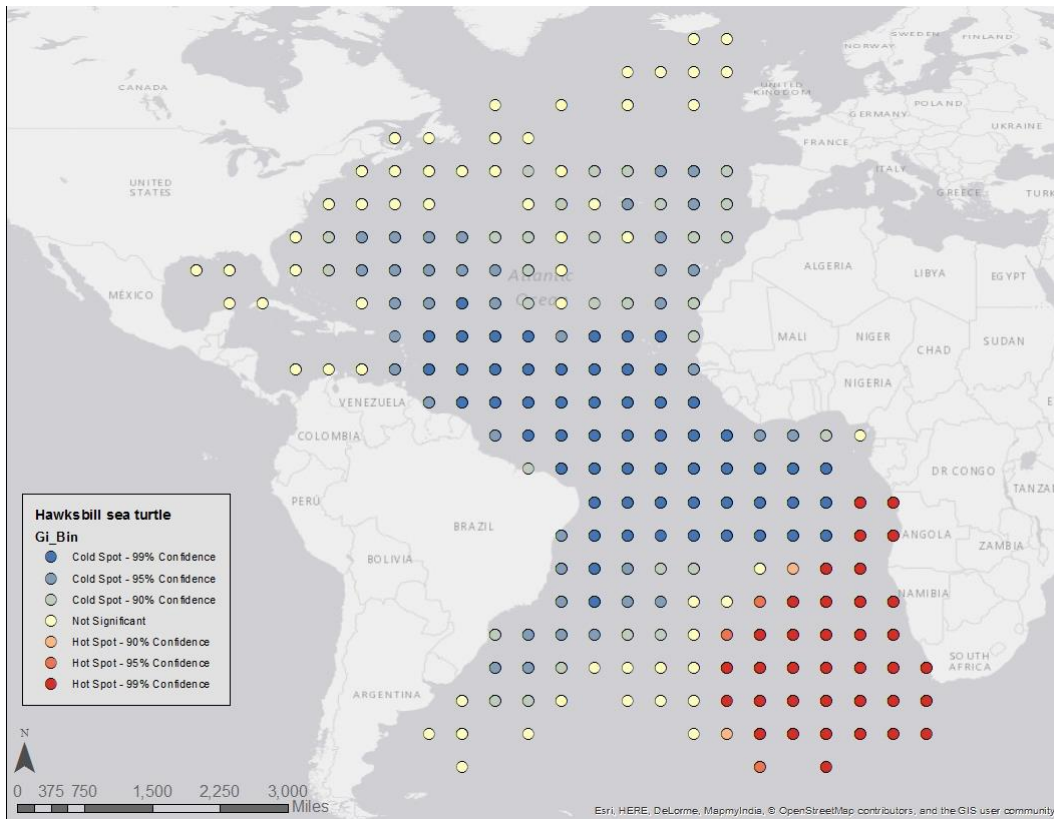 SWEDEN
FINLAND
NORWAY
CANADA
UNITED
KINGDOM
POLAND
GERMANY
UKRAINE
FRANCE
ITALY
UNITED
STATES
GREECE
TURK
Atlantic
ALGERIA
LIBYA
EGYPT
MÉXICO
MALI
NIGER
SUDAN
CHAD
NIGERIA
VENEZUELA
COLOMBIA
DR CONGO
TANZAN
PERÚ
BRAZIL
ANGOLA
ZAMBIA
BOLIVIA
NAMIBIA
SOUTH
AFRICA
ARGENTINA
Hawksbill sea turtle
Gi_Bin
Cold Spot - 99% Confidence
Cold Spot - 95% Confidence
Cold Spot - 90% Confidence
Not Significant
Hot Spot - 90% Confidence
Hot Spot - 95% Confidence
Hot Spot - 99% Confidence
N
0 375 750 1,500 2,250 3,000
Miles
Esri, HERE, DeLorme, MapmyIndia, © OpenStreetMap contributors, and the GIS user community